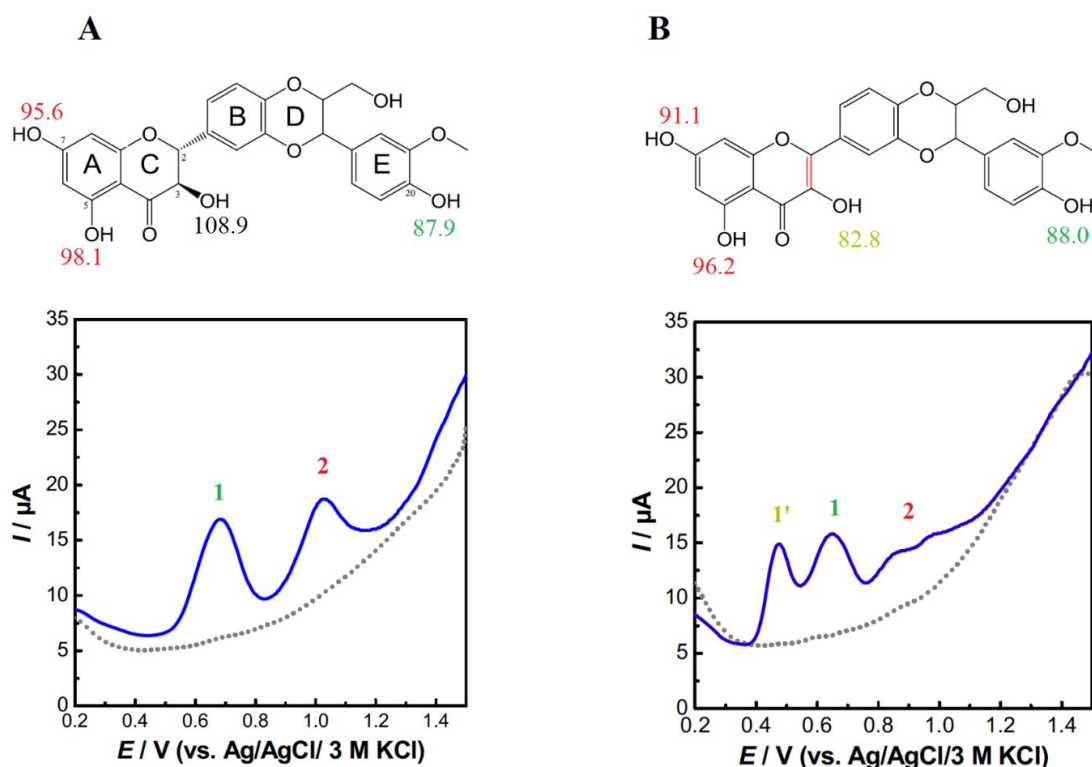 A
B
O
OH
95.6
HO
7
O
B
D
O
A
C
2
E
O
5
3
20
OH
O
OH
108.9
OH
87.9
98.1
O
OH
91.1
HO
O
O
O
OH
O
OH
82.8
OH
88.0
96.2
35
30
25
20
15
10
5
0
I / µA
1
2
0.2 0.4 0.6 0.8 1.0 1.2 1.4
E / V (vs. Ag/AgCl/ 3 M KCl)
35
30
25
20
15
10
5
0
I / µA
1'
1
2
0.2 0.4 0.6 0.8 1.0 1.2 1.4
E / V (vs. Ag/AgCl/3 M KCl)